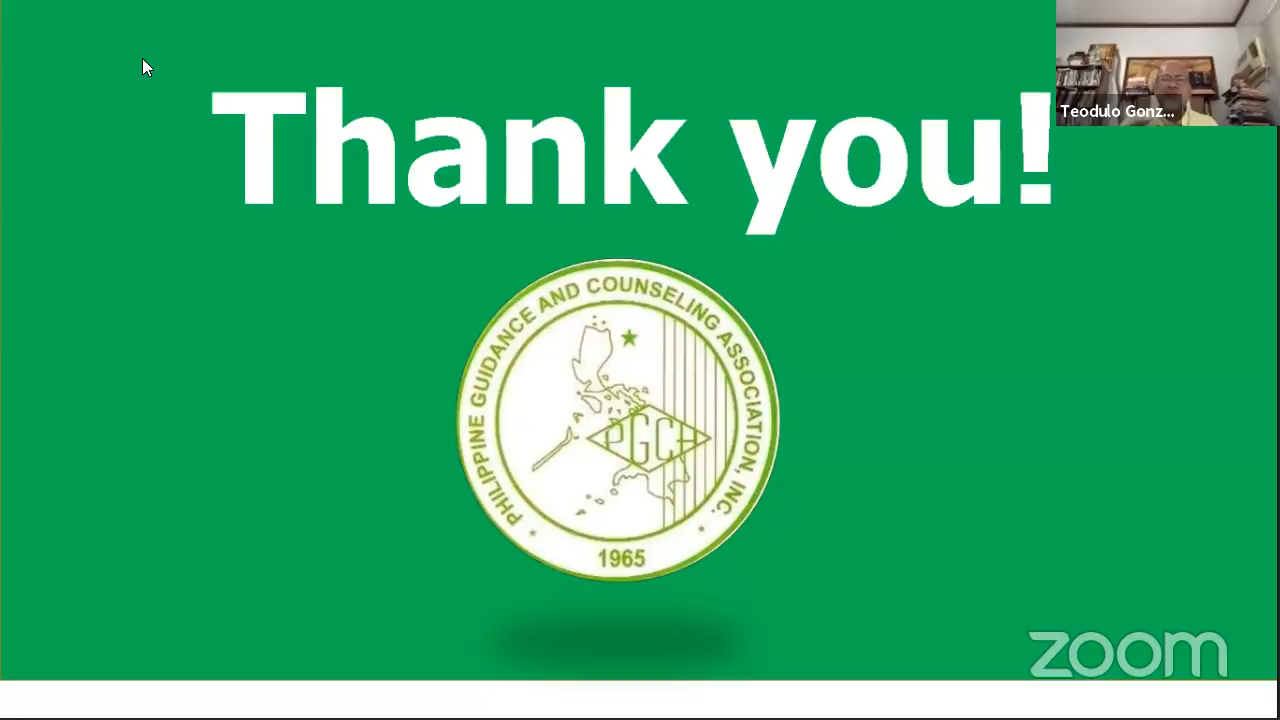 Thank you!
Teodulo Gonz...
PHILIPPINE GUIDANCE AND COUNSELING ASSOCIATION, INC.
PGCA
1965
zoom